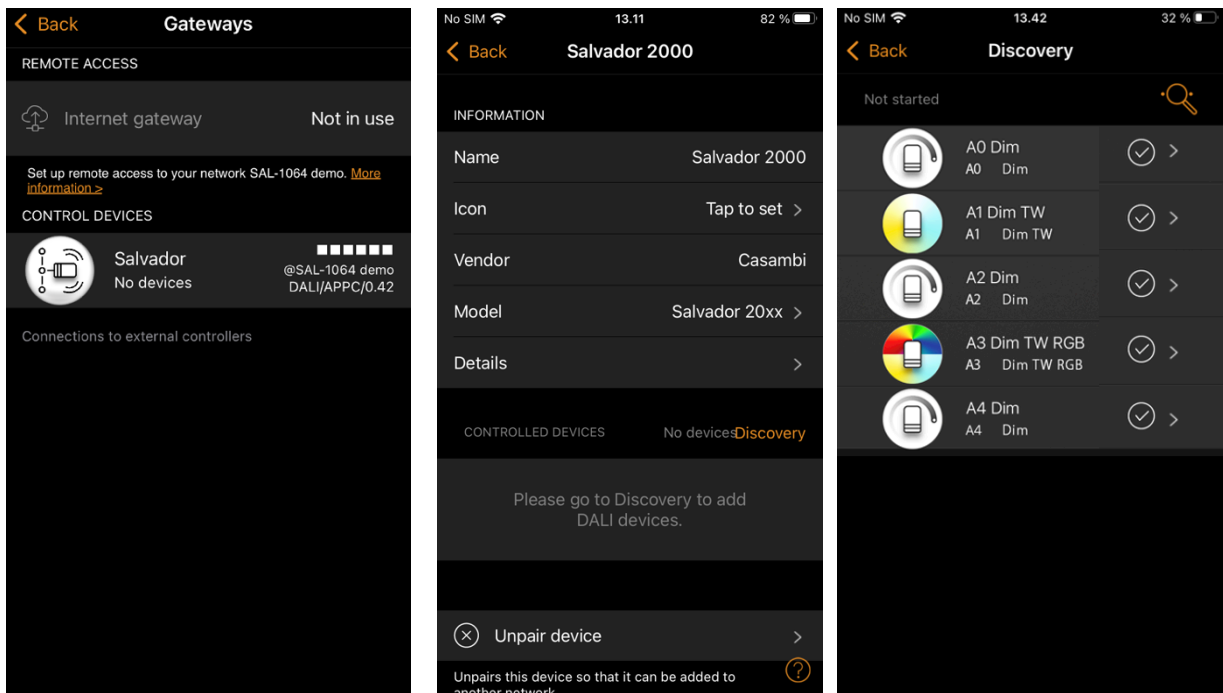 Back
Gateways
REMOTE ACCESS
Internet gateway
Not in use
Set up remote access to your network SAL-1064 demo. More
information >
CONTROL DEVICES
Salvador
No devices
@SAL-1064 demo
DALI/APPC/0.42
Connections to external controllers
No SIM
13.11
82 %
Back
Salvador 2000
INFORMATION
Name
Salvador 2000
Icon
Tap to set >
Vendor
Casambi
Model
Salvador 20xx >
Details
>
CONTROLLED DEVICES
No devices
Discovery
Please go to Discovery to add
DALI devices.
Unpair device
>
?
Unpairs this device so that it can be added to
another network
No SIM
13.42
32 %
Back
Discovery
Not started
A0 Dim
A0 Dim
A1 Dim TW
A1 Dim TW
A2 Dim
A2 Dim
A3 Dim TW RGB
A3 Dim TW RGB
A4 Dim
A4 Dim